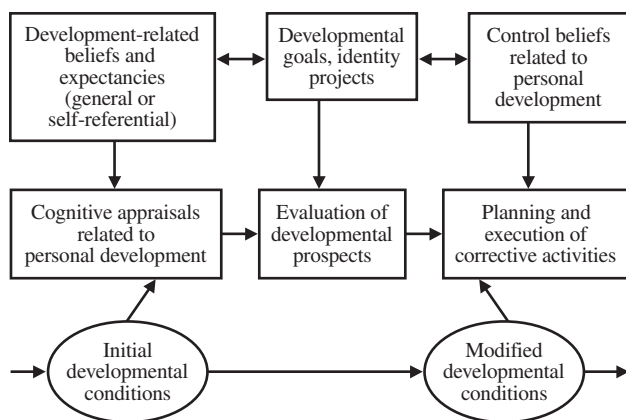 Development-related
beliefs and
expectancies
(general or
self-referential)
Developmental
goals, identity
projects
Control beliefs
related to
personal
development
Cognitive appraisals
related to
personal development
Evaluation of
developmental
prospects
Planning and
execution of
corrective activities
Initial
developmental
conditions
Modified
developmental
conditions